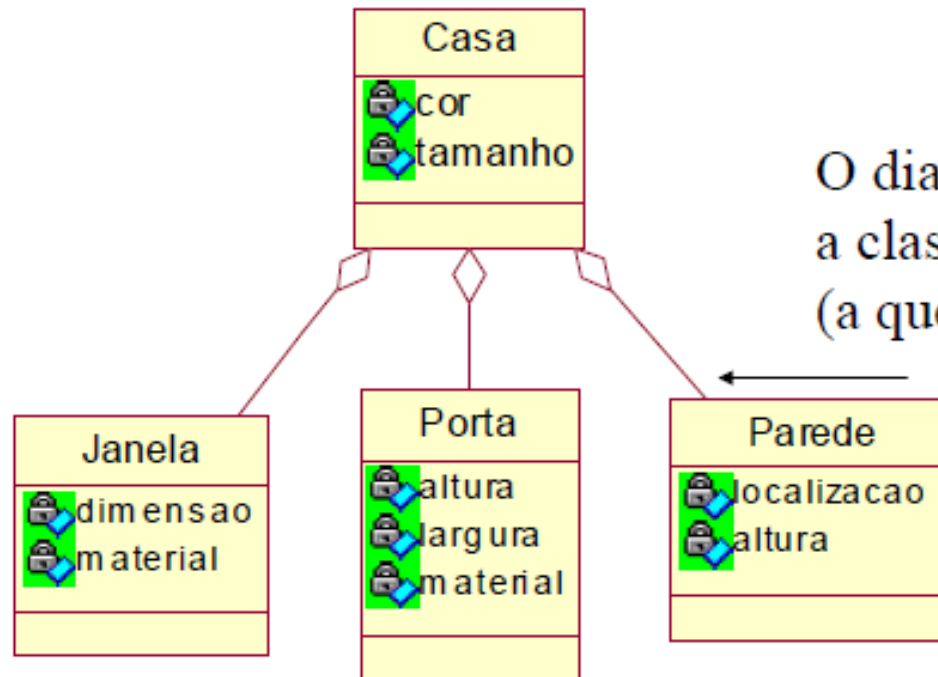 Casa
cor
tamanho
O dia
a clas
(a que
Janela
dimensao
material
Porta
altura
largura
material
Parede
localizacao
altura